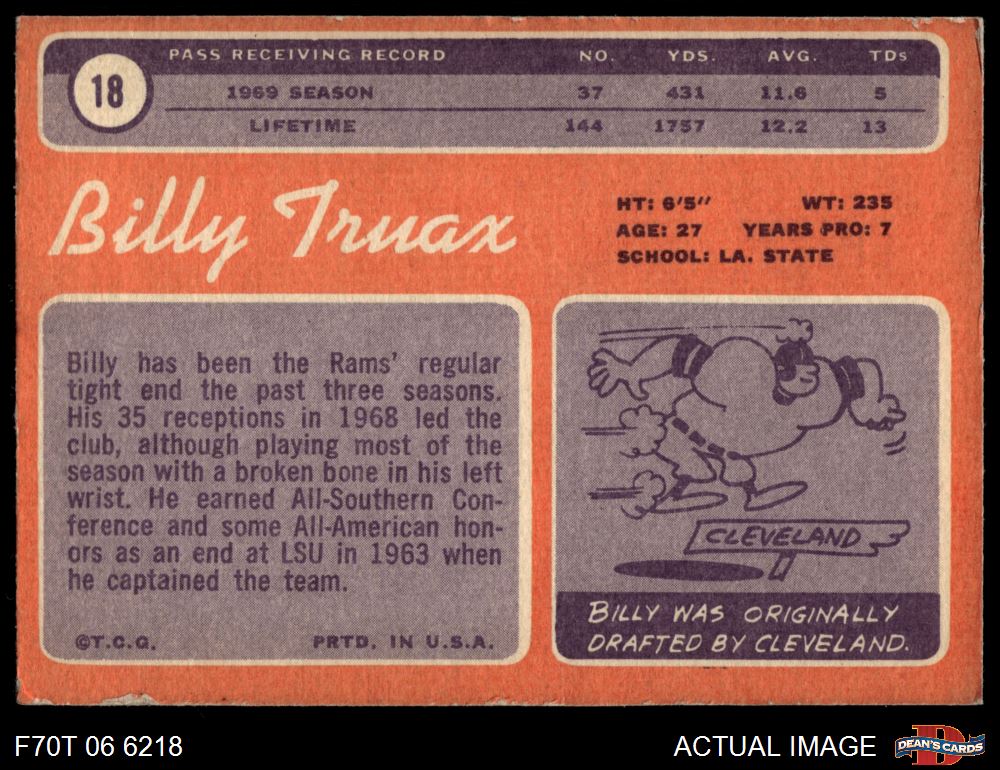 18
PASS RECEIVING RECORD NO. YDS. AVG. TDs
1969 SEASON 37 431 11.6 5
LIFETIME 144 1757 12.2 13
Billy Truax
HT: 6'5" WT: 235
AGE: 27 YEARS PRO: 7
SCHOOL: LA. STATE
Billy has been the Rams' regular
tight end the past three seasons.
His 35 receptions in 1968 led the
club, although playing most of the
season with a broken bone in his left
wrist. He earned All-Southern Con-
ference and some All-American hon-
ors as an end at LSU in 1963 when
he captained the team.
©T.C.G. PRTD. IN U.S.A.
CLEVELAND
BILLY WAS ORIGINALLY
DRAFTED BY CLEVELAND.
F70T 06 6218
ACTUAL IMAGE
D
DEAN'S CARDS